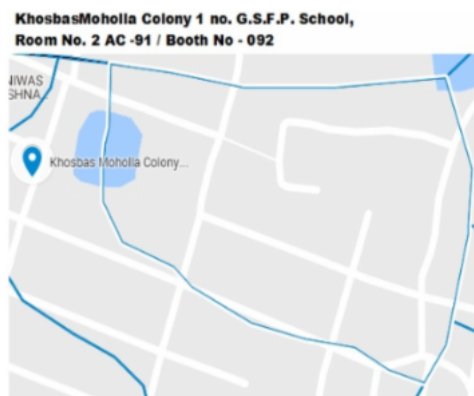 KhosbasMoholla Colony 1 no. G.S.F.P. School,
Room No. 2 AC -91 / Booth No - 092
NIWAS
SHNA...
Khosbas Moholla Colony...